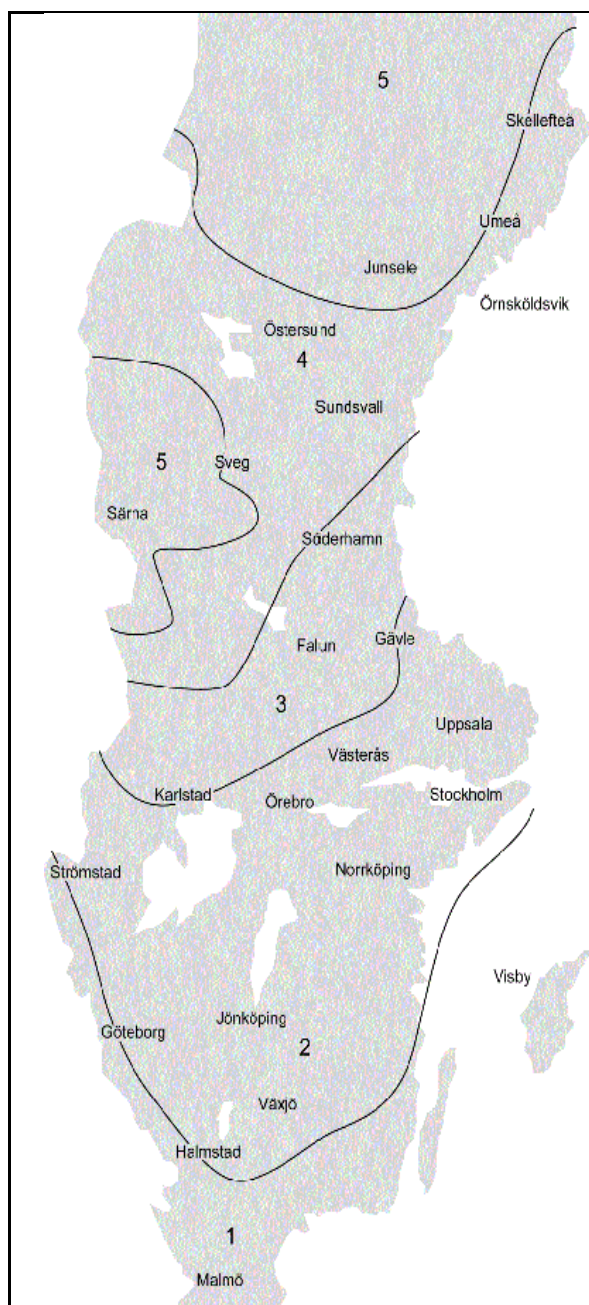 5
Skellefteå
Umeå
Junsele
Örnsköldsvik
Östersund
4
Sundsvall
5
Sveg
Särna
Söderhamn
Falun
Gävle
3
Uppsala
Västerås
Karlstad
Örebro
Stockholm
Strömstad
Norrköping
Visby
Jönköping
Göteborg
2
Växjö
Halmstad
1
Malmö